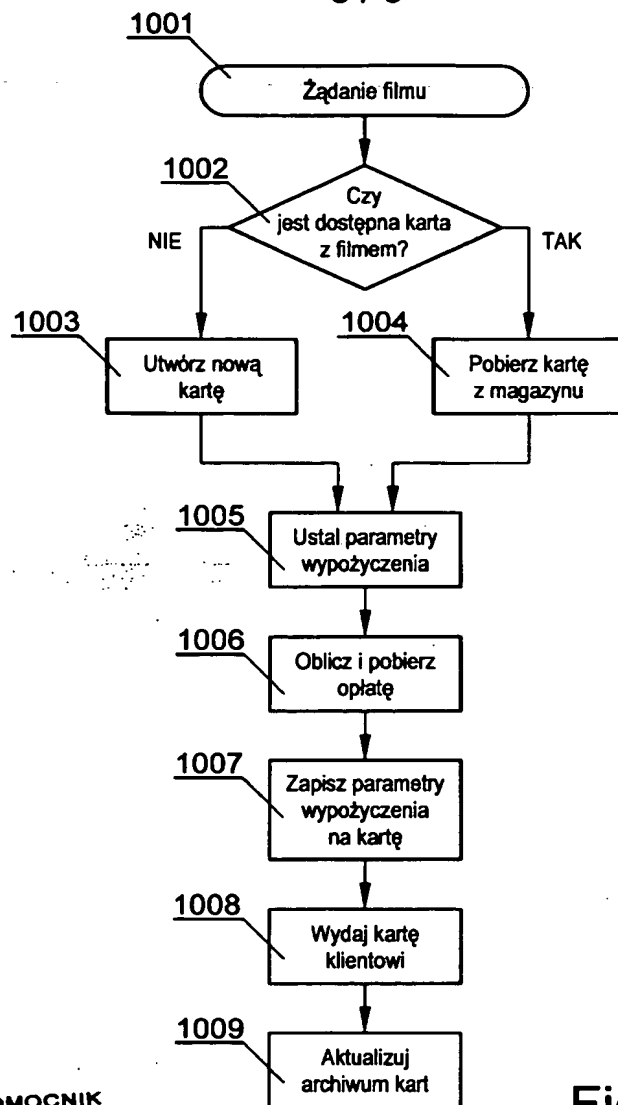 1001
Żądanie filmu
1002
Czy
jest dostępna karta
z filmem?
NIE
TAK
1003
Utwórz nową
kartę
1004
Pobierz kartę
z magazynu
1005
Ustal parametry
wypożyczenia
1006
Oblicz i pobierz
opłatę
1007
Zapisz parametry
wypożyczenia
na kartę
1008
Wydaj kartę
klientowi
1009
Aktualizuj
archiwum kart